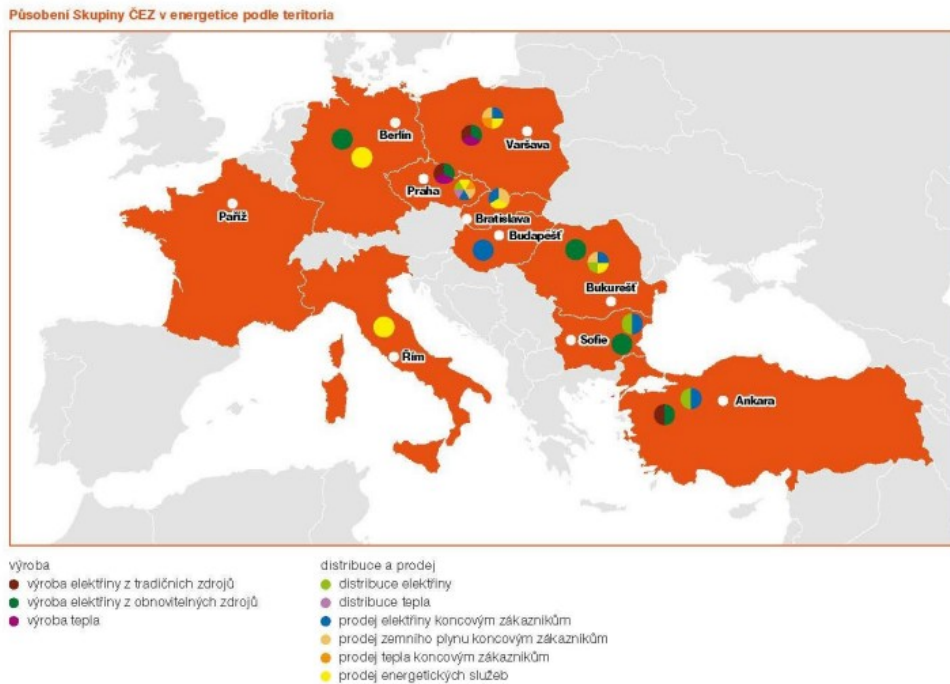 Působení Skupiny ČEZ v energetice podle teritoria
Berlín
Varšava
Praha
Paříž
Bratislava
Budapěšť
Bukurešť
Sofie
Řím
Ankara
výroba
výroba elektřiny z tradičních zdrojů
výroba elektřiny z obnovitelných zdrojů
výroba tepla
distribuce a prodej
distribuce elektřiny
distribuce tepla
prodej elektřiny koncovým zákazníkům
prodej zemního plynu koncovým zákazníkům
prodej tepla koncovým zákazníkům
prodej energetických služeb